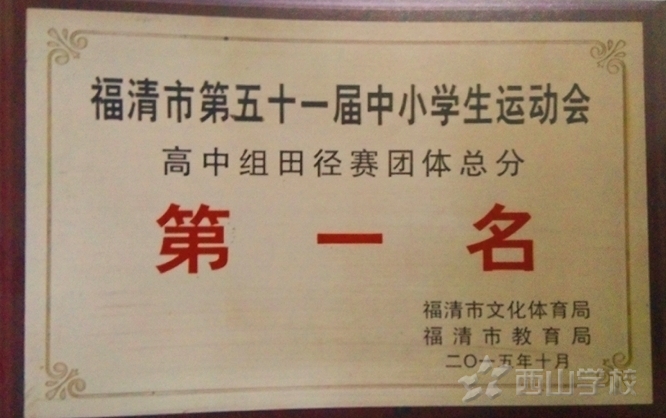 福清市第五十一届中小学生运动会
高中组田径赛团体总分
第一名
福清市文化体育局
福清市教育局
二〇一五年十月
西山学校